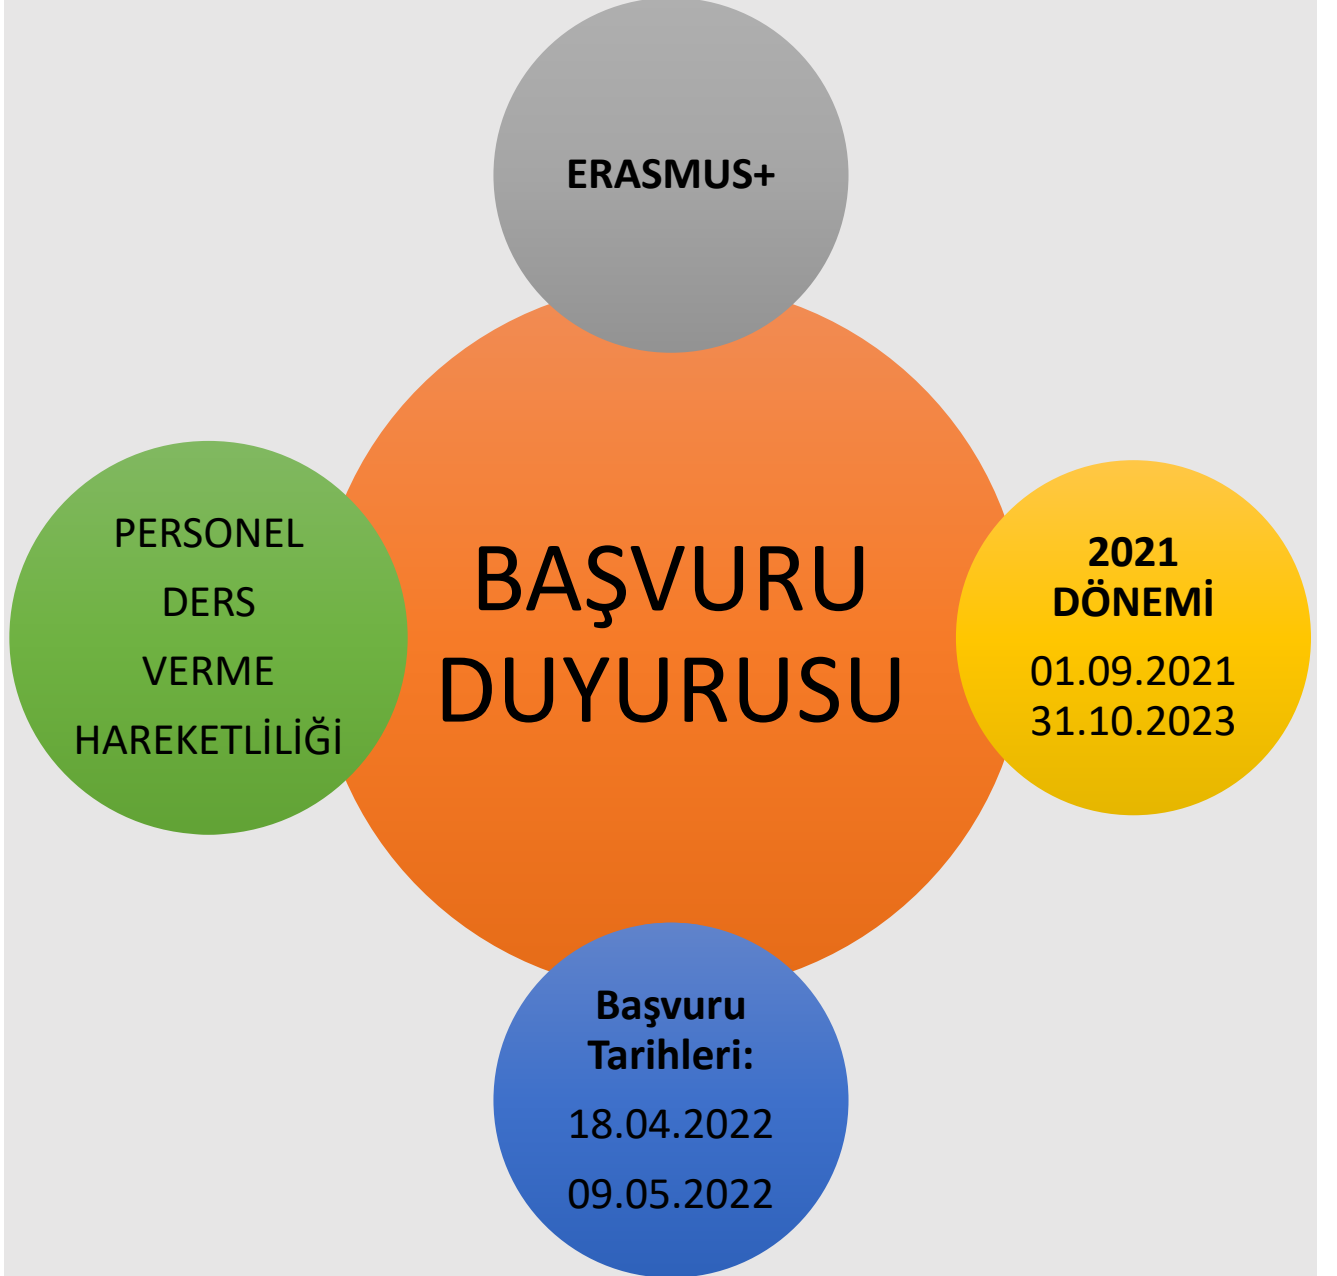 ERASMUS+
PERSONEL
DERS
VERME
HAREKETLİLİĞİ
BAŞVURU
DUYURUSU
2021
DÖNEMİ
01.09.2021
31.10.2023
Başvuru
Tarihleri:
18.04.2022
09.05.2022